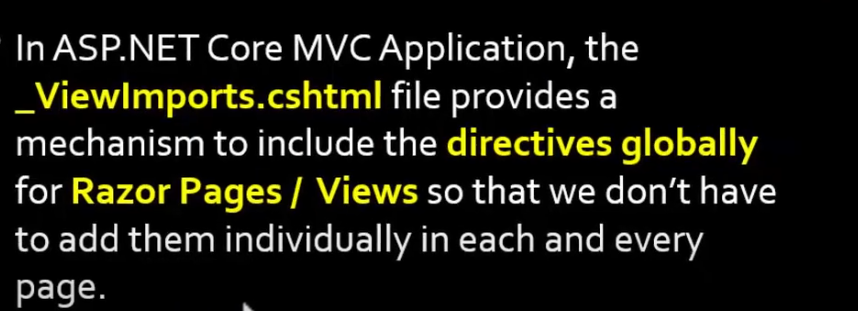 In ASP.NET Core MVC Application, the
_ViewImports.cshtml file provides a
mechanism to include the directives globally
for Razor Pages / Views so that we don’t have
to add them individually in each and every
page.